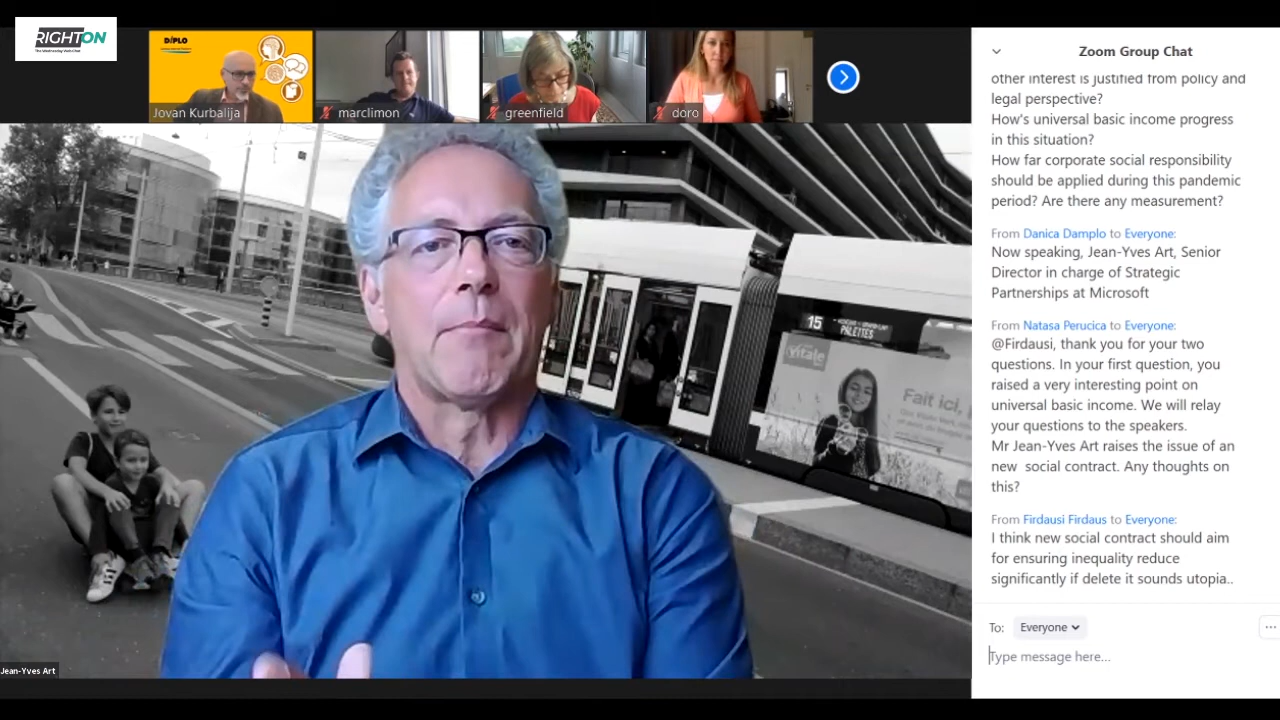 RIGHTON
The Wednesday Web Chat
DIPLO
Jovan Kurbalija
marclimon
greenfield
doro
15
PALETTES
Vitale
Fait ici,
Jean-Yves Art
Zoom Group Chat
other interest is justified from policy and
legal perspective?
How's universal basic income progress
in this situation?
How far corporate social responsibility
should be applied during this pandemic
period? Are there any measurement?
From Danica Damplo to Everyone:
Now speaking, Jean-Yves Art, Senior
Director in charge of Strategic
Partnerships at Microsoft
From Natasa Perucica to Everyone:
@Firdausi, thank you for your two
questions. In your first question, you
raised a very interesting point on
universal basic income. We will relay
your questions to the speakers.
Mr Jean-Yves Art raises the issue of an
new social contract. Any thoughts on
this?
From Firdausi Firdaus to Everyone:
I think new social contract should aim
for ensuring inequality reduce
significantly if delete it sounds utopia..
To: Everyone
Type message here...